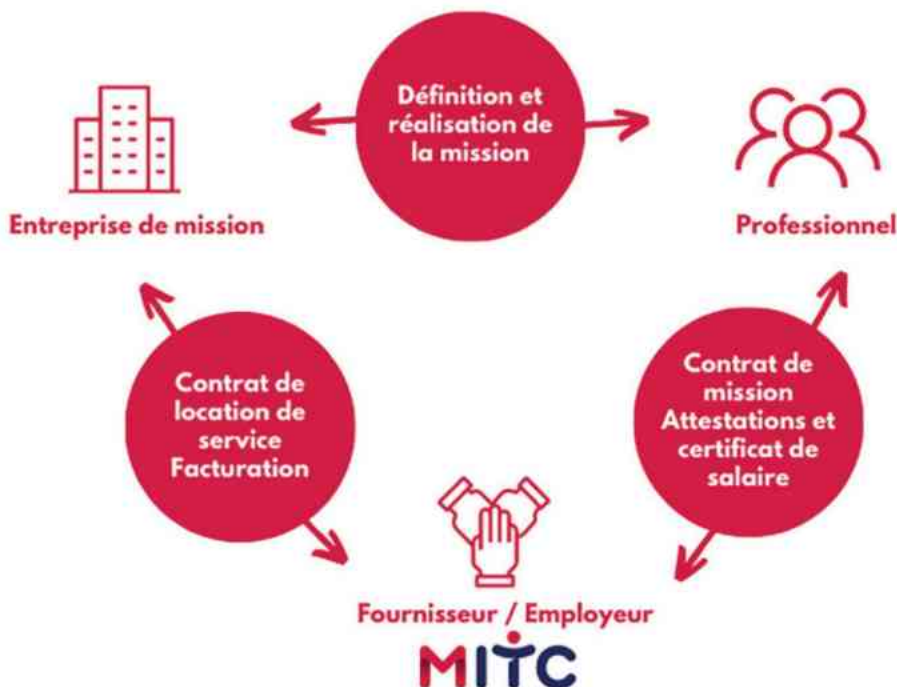 Définition et
réalisation de
la mission
Entreprise de mission
Professionnel
Contrat de
location de
service
Facturation
Contrat de
mission
Attestations et
certificat de
salaire
Fournisseur / Employeur
MITC